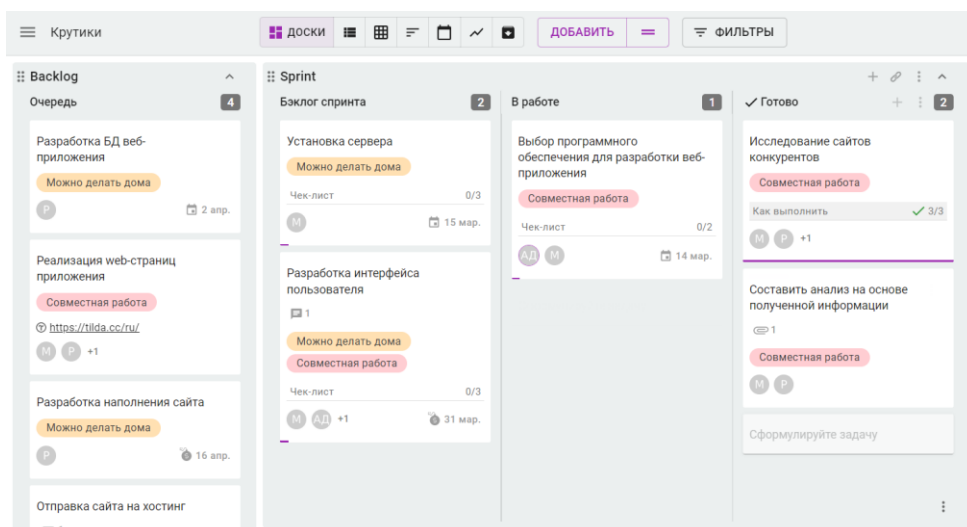 Крутики
ДОСКИ
ДОБАВИТЬ
ФИЛЬТРЫ
Backlog
Очередь
4
Разработка БД веб-
приложения
Можно делать дома
Р
2 апр.
Реализация web-страниц
приложения
Совместная работа
https://tilda.cc/ru/
М Р +1
Разработка наполнения сайта
Можно делать дома
Р
16 апр.
Отправка сайта на хостинг
Sprint
Бэклог спринта
2
Установка сервера
Можно делать дома
Чек-лист 0/3
М
15 мар.
Разработка интерфейса
пользователя
1
Можно делать дома
Совместная работа
Чек-лист 0/3
М АД +1
31 мар.
В работе
1
Выбор программного
обеспечения для разработки веб-
приложения
Совместная работа
Чек-лист 0/2
АД М
14 мар.
Готово
2
Исследование сайтов
конкурентов
Совместная работа
Как выполнить 3/3
М Р +1
Составить анализ на основе
полученной информации
1
Совместная работа
М Р
Сформулируйте задачу